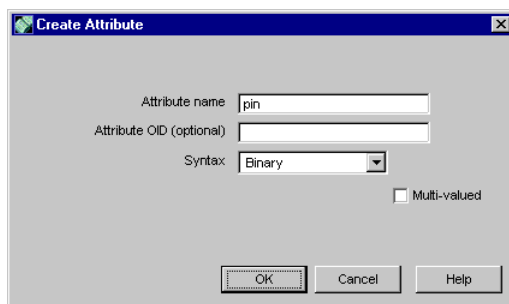 Create Attribute
Attribute name pin
Attribute OID (optional)
Syntax Binary
Multi-valued
OK Cancel Help